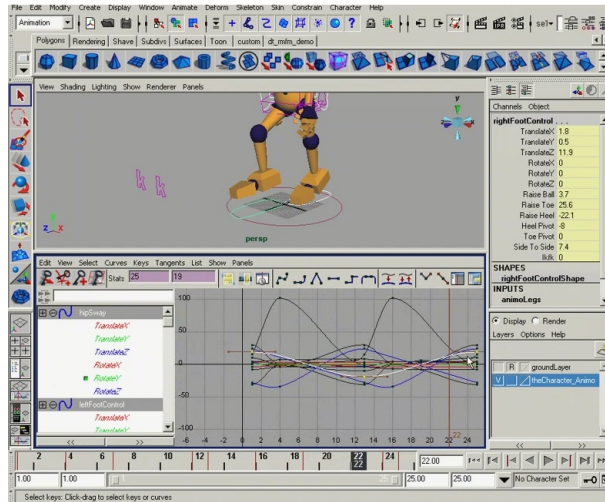 File Edit Modify Create Display Window Animate Deform Skeleton Skin Constrain Character Help
Animation
sel
Polygons Rendering Shave Subdivs Surfaces Toon custom dt_mfm_demo
View Shading Lighting Show Renderer Panels
Channels Object
rightFootControl . . .
TranslateX 1.8
TranslateY 0.5
TranslateZ 11.9
RotateX 0
RotateY 0
RotateZ 0
Raise Ball 3.7
Raise Toe 25.6
Raise Heel -22.1
Heel Pivot -8
Toe Pivot 0
Side To Side 7.4
Ikfk 0
SHAPES
rightFootControlShape
INPUTS
animoLegs
y
z x
k k
persp
Edit View Select Curves Keys Tangents List Show Panels
Stats 25 19
hipSway
TranslateX
TranslateY
TranslateZ
RotateX
RotateY
RotateZ
leftFootControl
TranslateX
TranslateY
100
50
0
-50
-100
-6 -4 -2 0 2 4 6 8 10 12 14 16 18 20 22 22 24
Display Render
Layers Options Help
R groundLayer
V theCharacter_Animo
<< >>
<< >>
2 4 6 8 10 12 14 16 18 20 22 24
22
22.00
1.00 1.00 25 25.00 25.00 No Character Set
Select keys: Click-drag to select keys or curves